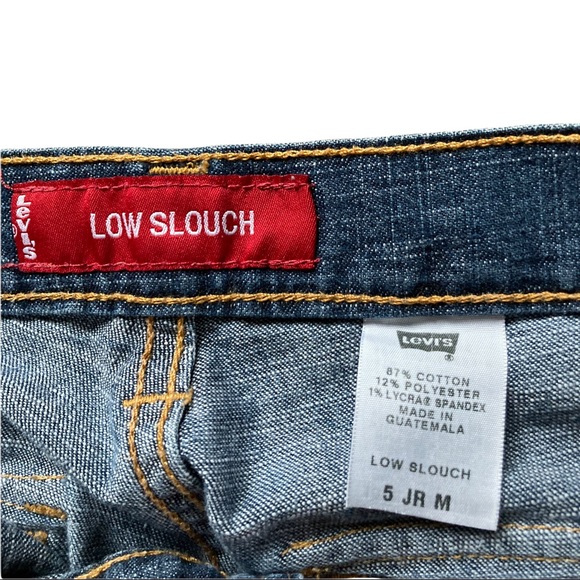 Levi's
LOW SLOUCH
Levi's
®
87% COTTON
12% POLYESTER
1% LYCRA® SPANDEX
MADE IN
GUATEMALA
LOW SLOUCH
5 JR M